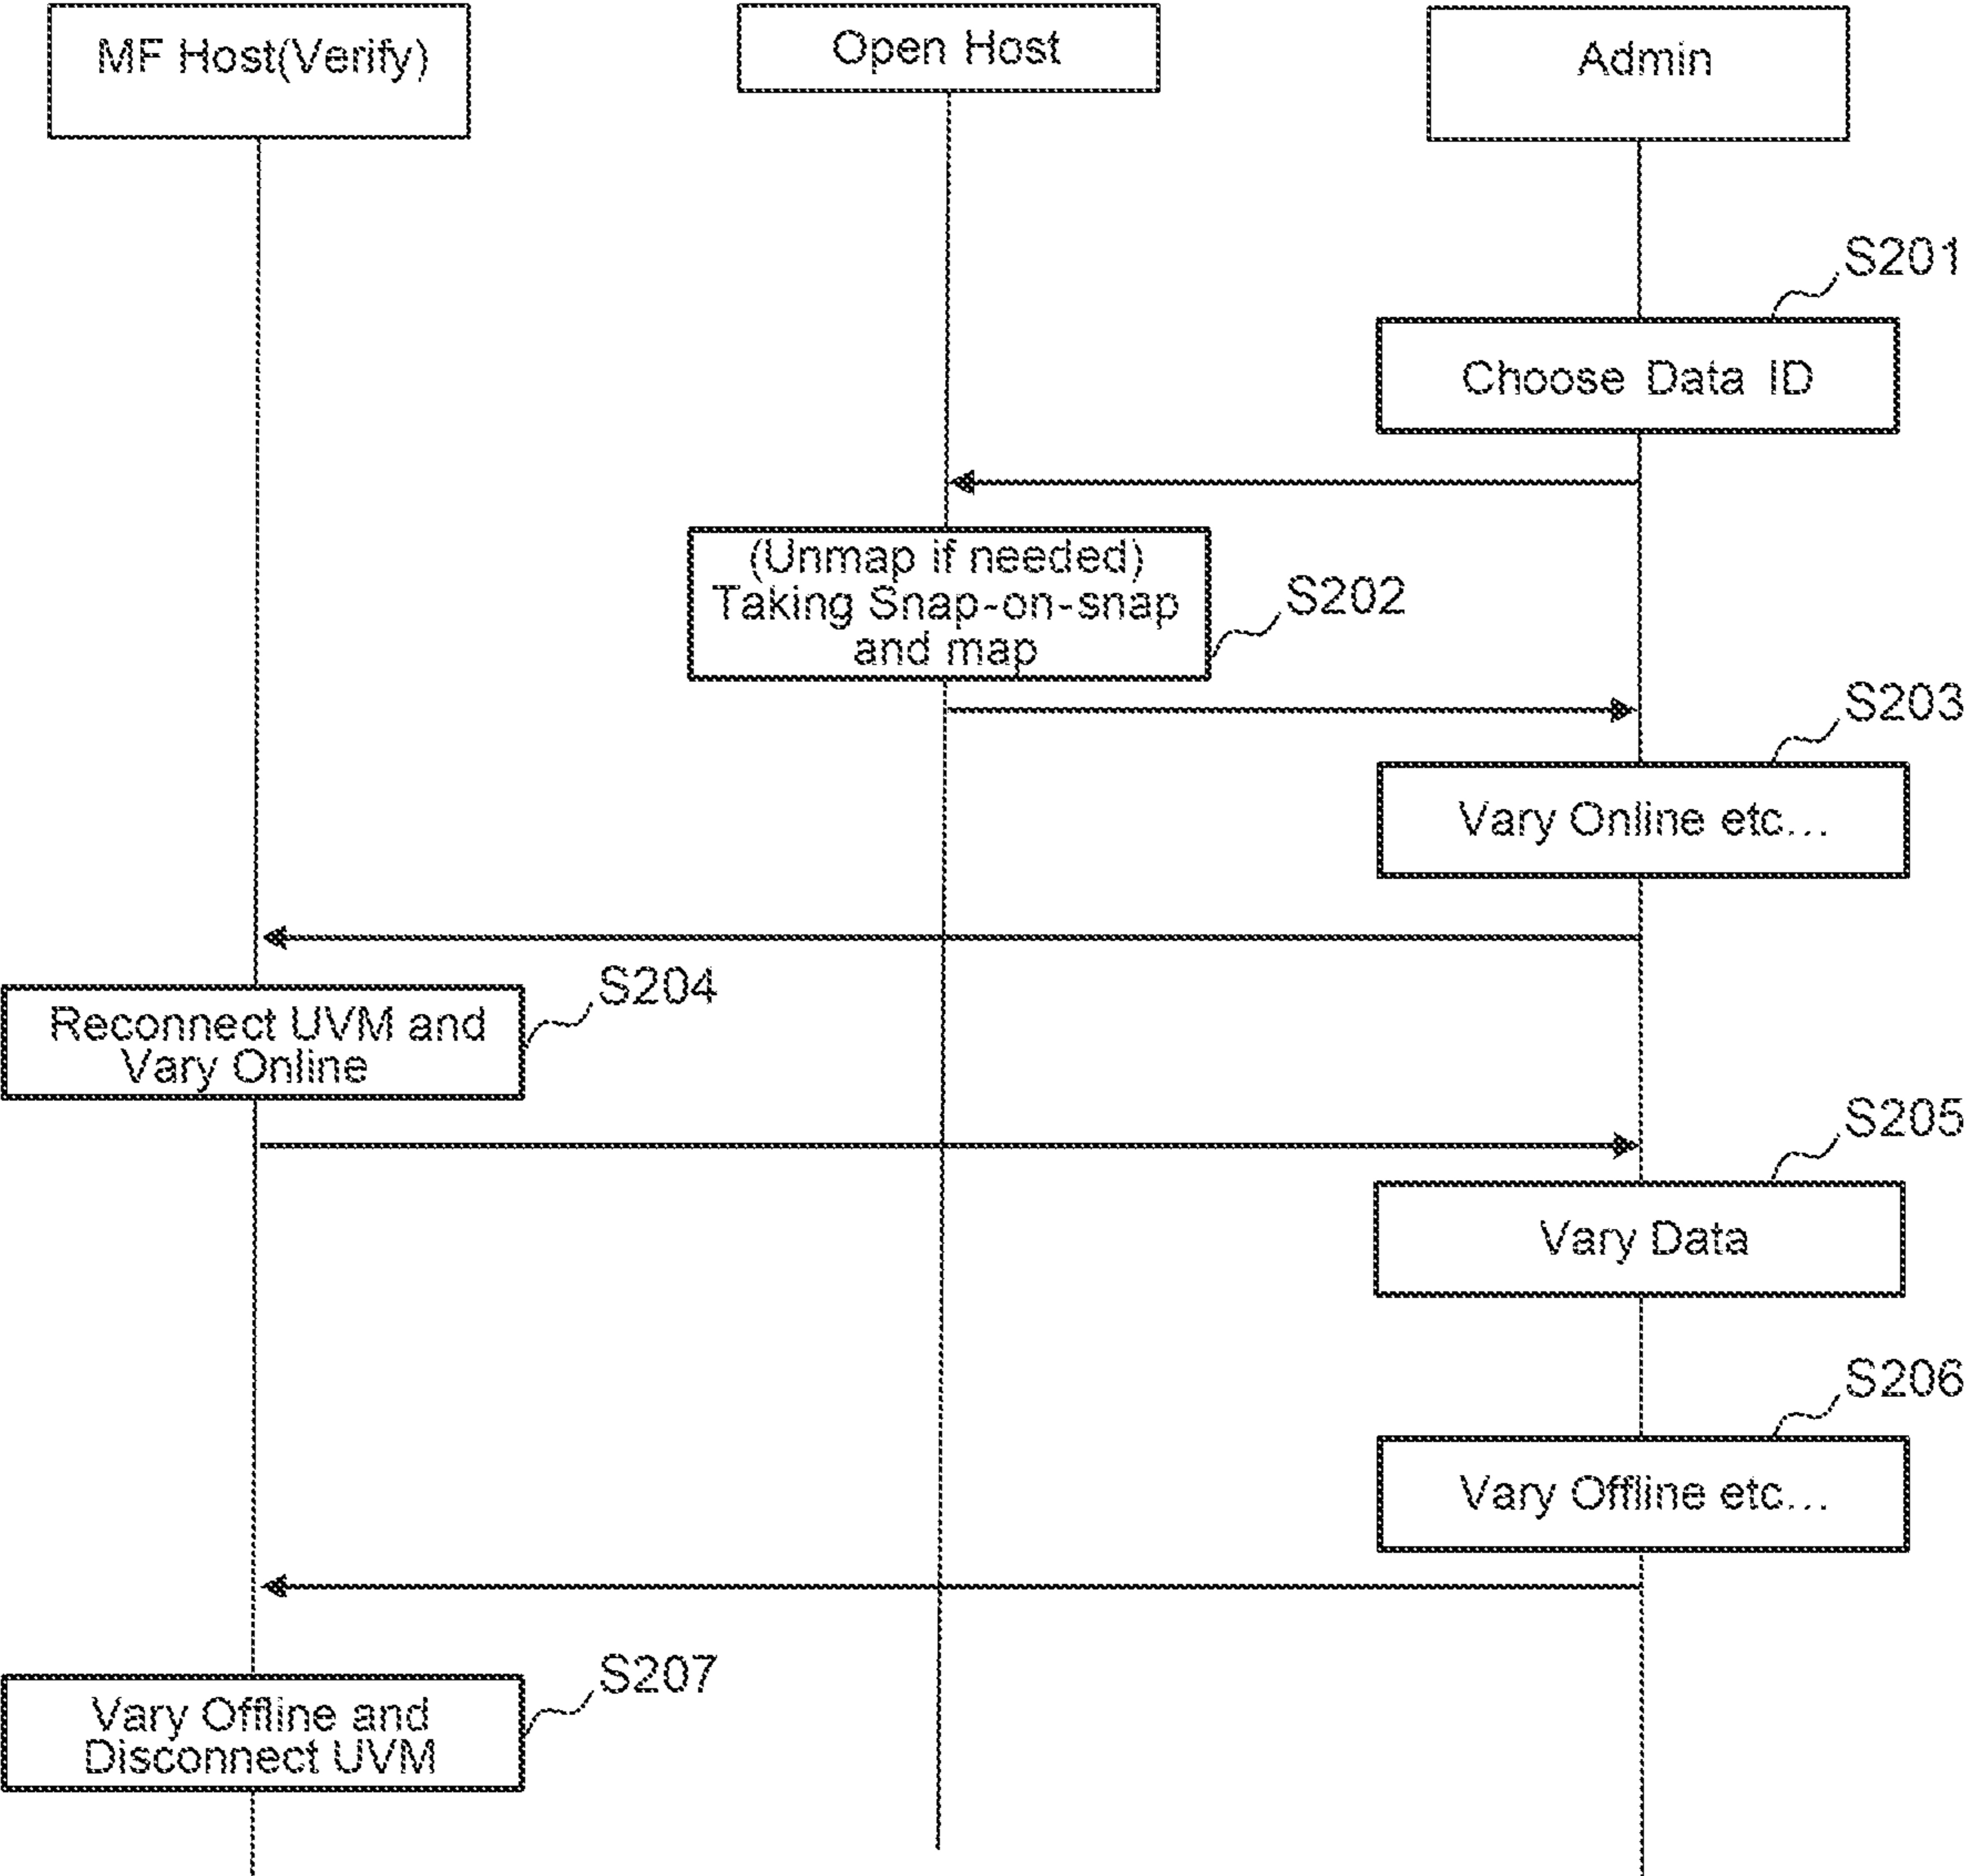 MF Host(Verify)
Open Host
Admin
S201
Choose Data ID
(Unmap if needed)
Taking Snap-on-snap
and map
S202
S203
Vary Online etc...
S204
Reconnect UVM and
Vary Online
S205
Vary Data
S206
Vary Offline etc...
S207
Vary Offline and
Disconnect UVM